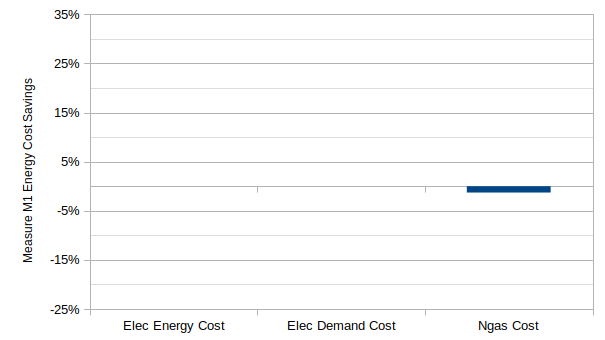 35%
25%
15%
5%
-5%
-15%
-25%
Measure M1 Energy Cost Savings
Elec Energy Cost
Elec Demand Cost
Ngas Cost